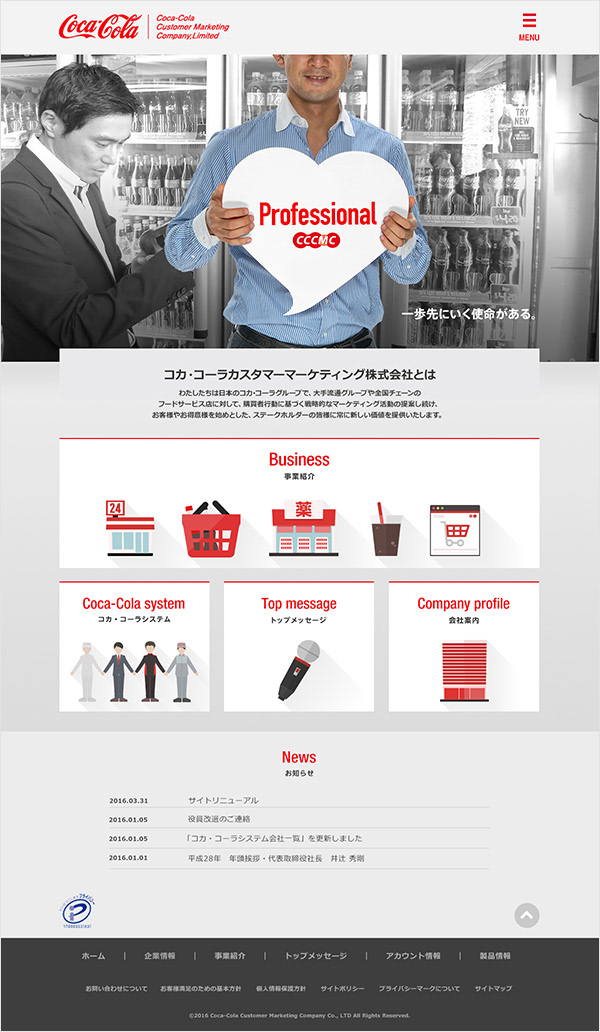 Coca-Cola
Coca-Cola
Customer Marketing
Company,Limited
MENU
TRY
NEW
$4.20
Professional
CCCMC
一歩先にいく使命がある。
コカ・コーラカスタマーマーケティング株式会社とは
わたしたちは日本のコカ・コーラグループで、大手流通グループや全国チェーンの
フードサービス店に対して、購買者行動に基づく戦略的なマーケティング活動の提案し続け、
お客様やお得意様を始めとした、ステークホルダーの皆様に常に新しい価値を提供いたします。
Business
事業紹介
24
薬
Coca-Cola system
コカ・コーラシステム
Top message
トップメッセージ
Company profile
会社案内
News
お知らせ
2016.03.31 サイトリニューアル
2016.01.05 役員改選のご連絡
2016.01.05 「コカ・コーラシステム会社一覧」を更新しました
2016.01.01 平成28年　年頭挨拶・代表取締役社長　井辻 秀剛
ホーム | 企業情報 | 事業紹介 | トップメッセージ | アカウント情報 | 製品情報
お問い合わせについて お客様満足のための基本方針 個人情報保護方針 サイトポリシー プライバシーマークについて サイトマップ
©2016 Coca-Cola Customer Marketing Company Co., LTD All Rights Reserved.